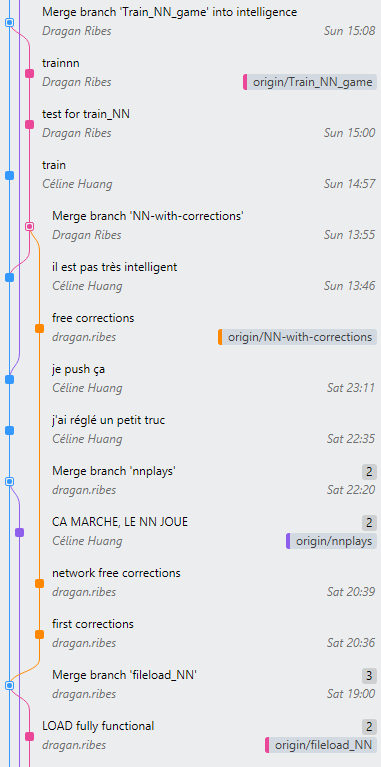 Merge branch 'Train_NN_game' into intelligence
Dragan Ribes Sun 15:08
trainnn
Dragan Ribes origin/Train_NN_game
test for train_NN
Dragan Ribes Sun 15:00
train
Céline Huang Sun 14:57
Merge branch 'NN-with-corrections'
Dragan Ribes Sun 13:55
il est pas très intelligent
Céline Huang Sun 13:46
free corrections
dragan.ribes origin/NN-with-corrections
je push ça
Céline Huang Sat 23:11
j'ai réglé un petit truc
Céline Huang Sat 22:35
Merge branch 'nnplays' 2
dragan.ribes Sat 22:20
CA MARCHE, LE NN JOUE 2
Céline Huang origin/nnplays
network free corrections
dragan.ribes Sat 20:39
first corrections
dragan.ribes Sat 20:36
Merge branch 'fileload_NN' 3
dragan.ribes Sat 19:00
LOAD fully functional 2
dragan.ribes origin/fileload_NN